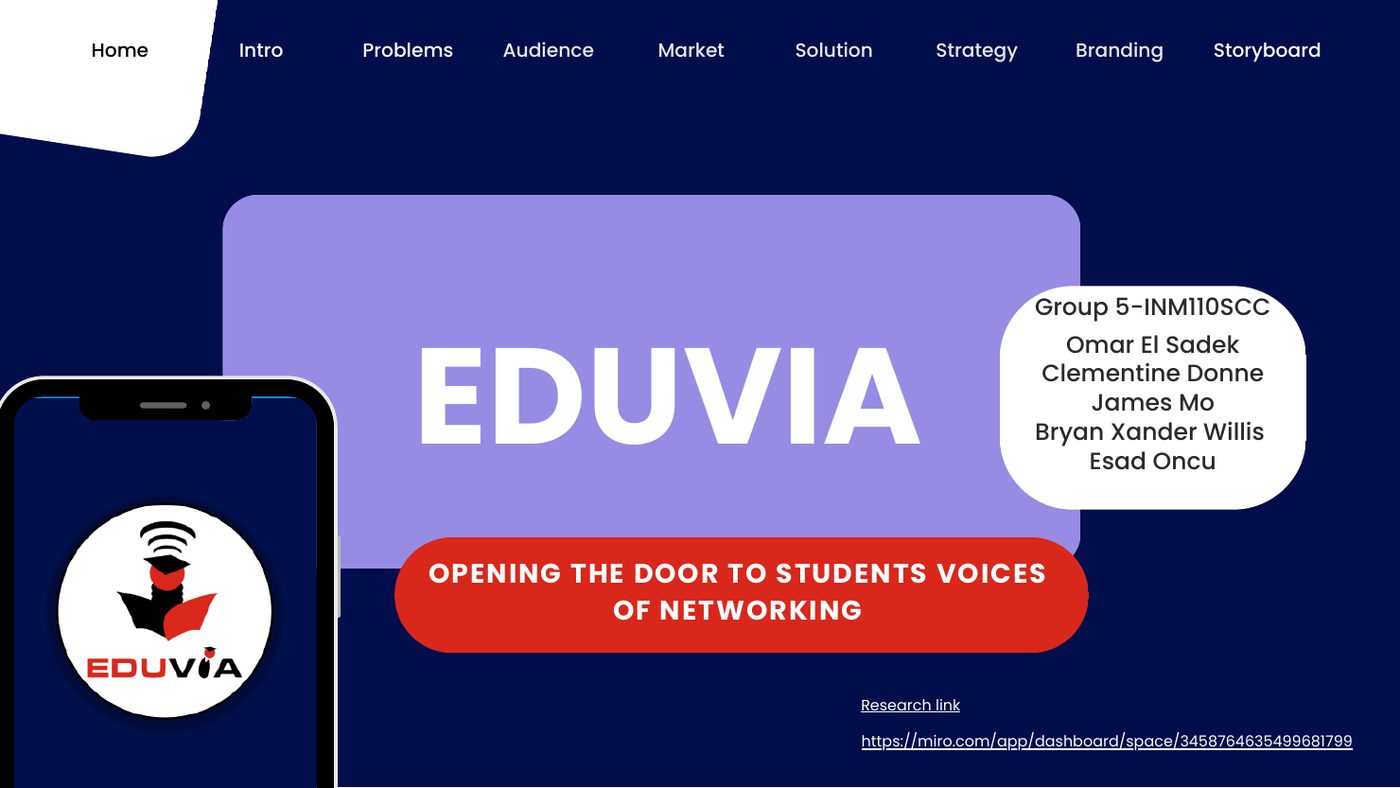 Home Intro Problems Audience Market Solution Strategy Branding Storyboard
EDUVIA
Group 5-INM110SCC
Omar El Sadek
Clementine Donne
James Mo
Bryan Xander Willis
Esad Oncu
OPENING THE DOOR TO STUDENTS VOICES
OF NETWORKING
EDUVIA
Research link
https://miro.com/app/dashboard/space/3458764635499681799